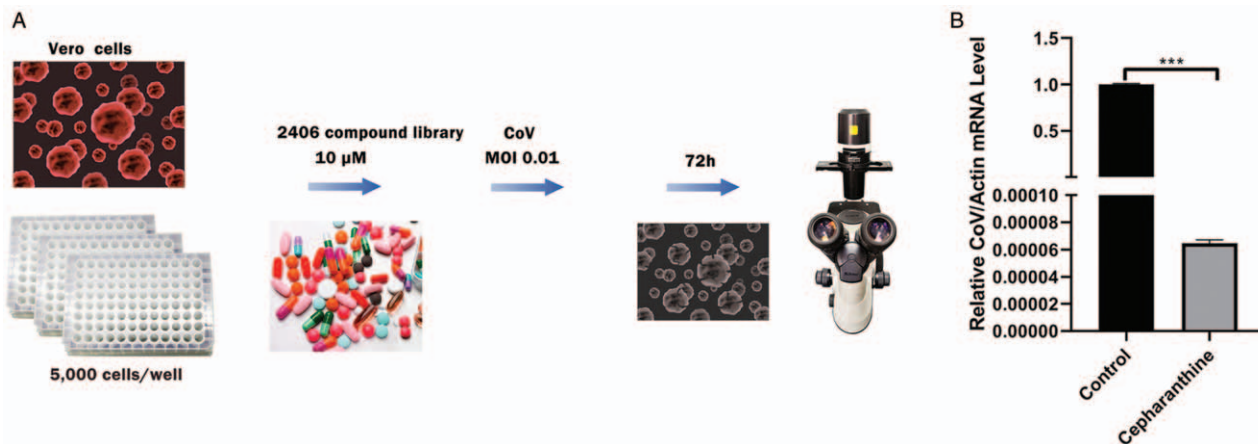 A
Vero cells
5,000 cells/well
2406 compound library
10 µM
CoV
MOI 0.01
72h
B
Relative CoV/Actin mRNA Level
1.5
***
1.0
0.5
0.00010
0.00008
0.00006
0.00004
0.00002
0.00000
Control
Cepharanthine